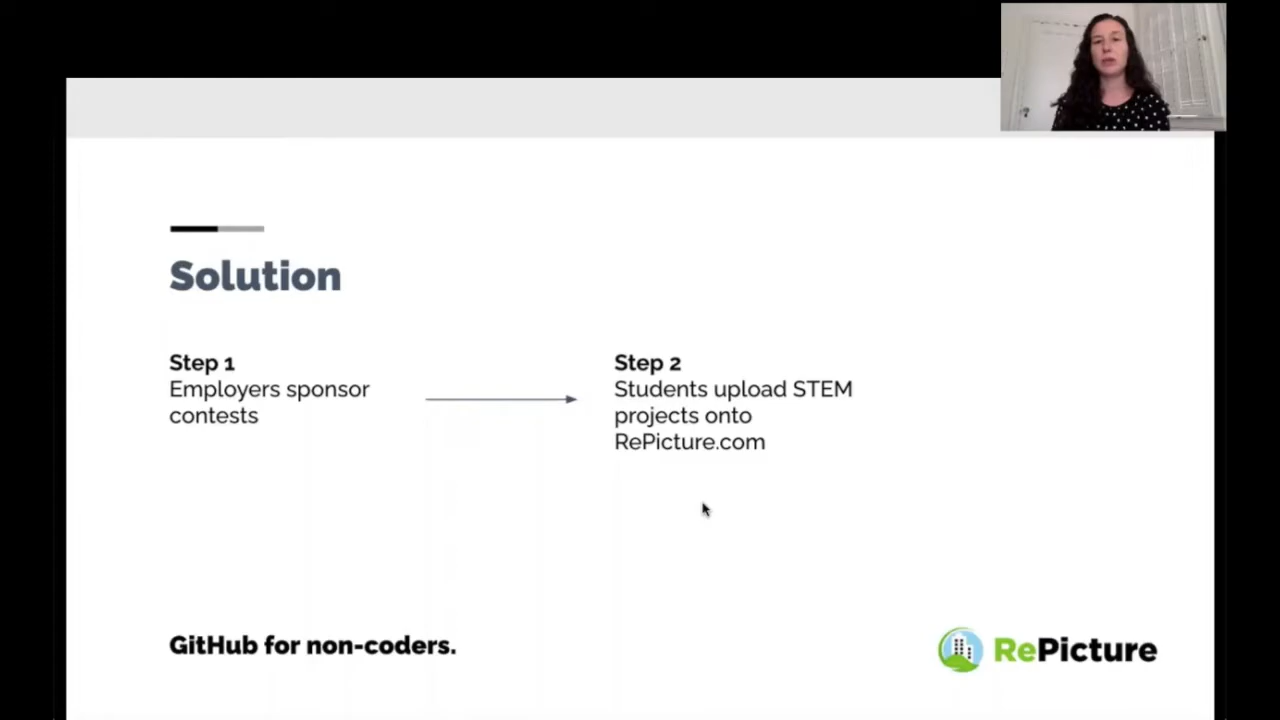 Solution
Step 1
Employers sponsor
contests
Step 2
Students upload STEM
projects onto
RePicture.com
GitHub for non-coders.
RePicture